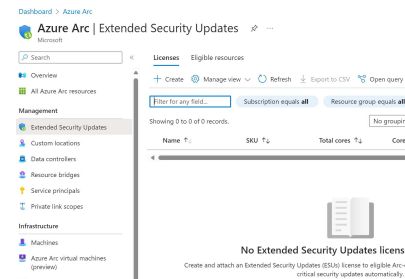 Dashboard > Azure Arc >
Azure Arc | Extended Security Updates
Microsoft
Search
Overview
All Azure Arc resources
Management
Extended Security Updates
Custom locations
Data controllers
Resource bridges
Service principals
Private link scopes
Infrastructure
Machines
Azure Arc virtual machines
(preview)
Licenses Eligible resources
Create Manage view Refresh Export to CSV Open query
Filter for any field... Subscription equals all Resource group equals all
Showing 0 to 0 of 0 records. No groupin
Name SKU Total cores Core
No Extended Security Updates licens
Create and attach an Extended Security Updates (ESUs) license to eligible Arc-
critical security updates automatically.